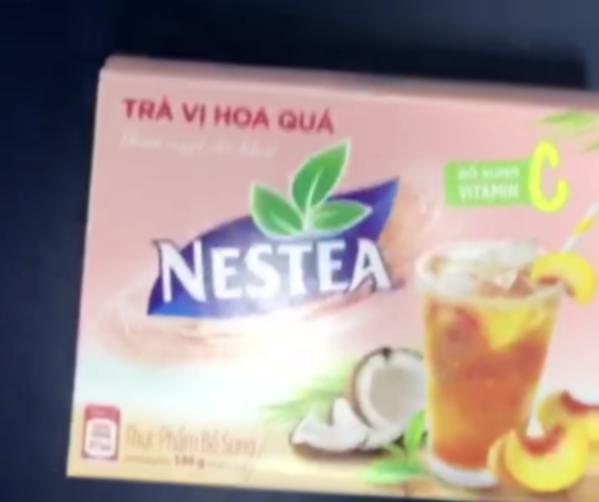 TRÀ VỊ HOA QUẢ
BỔ SUNG
VITAMIN C
NESTEA
Thực Phẩm Bổ Sung